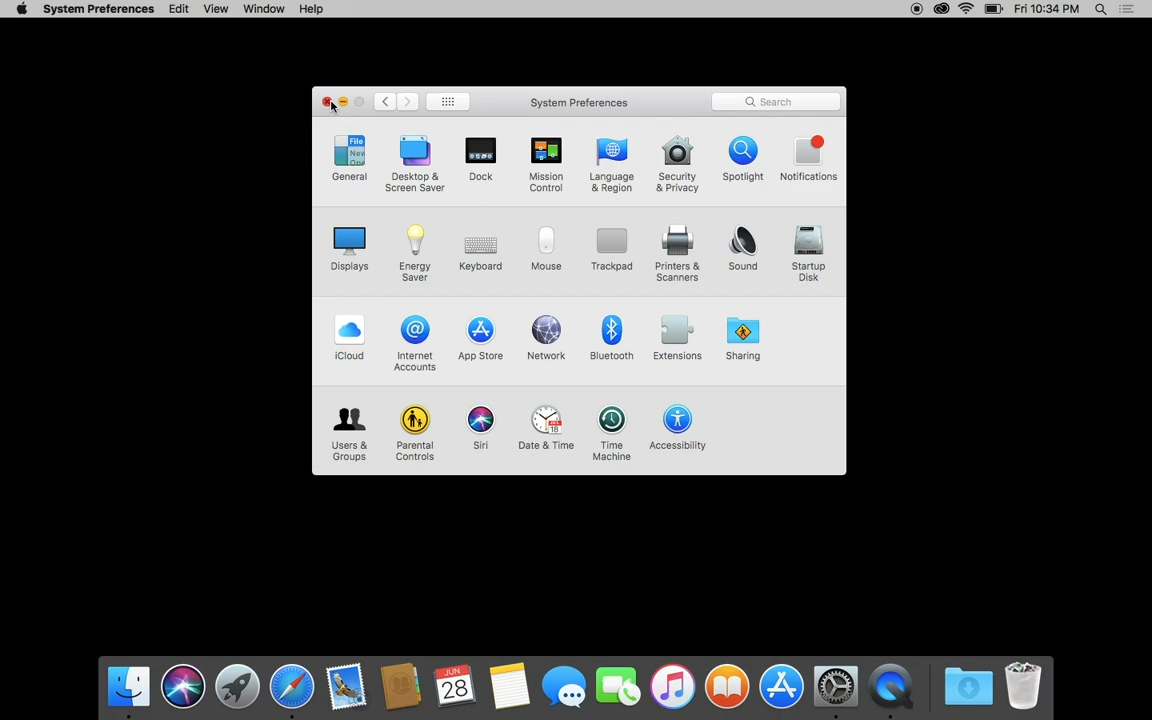 System Preferences Edit View Window Help Fri 10:34 PM
System Preferences Search
General Desktop & Screen Saver Dock Mission Control Language & Region Security & Privacy Spotlight Notifications
Displays Energy Saver Keyboard Mouse Trackpad Printers & Scanners Sound Startup Disk
iCloud Internet Accounts App Store Network Bluetooth Extensions Sharing
Users & Groups Parental Controls Siri Date & Time Time Machine Accessibility
File
New
Ope
18
JUN
28